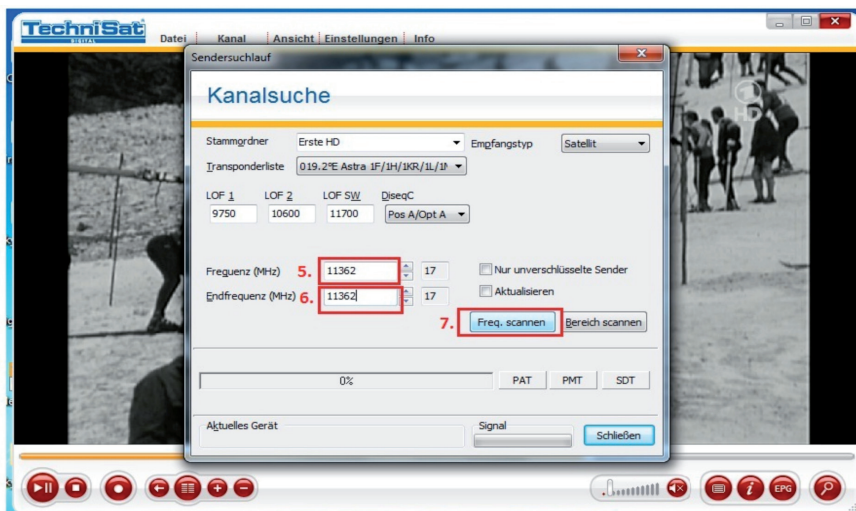 TechniSat
DIGITAL
Datei Kanal Ansicht Einstellungen Info
Sendersuchlauf
Kanalsuche
Stammordner Erste HD Empfangstyp Satellit
Transponderliste 019.2°E Astra 1F/1H/1KR/1L/1M
LOF 1 LOF 2 LOF SW DiseqC
9750 10600 11700 Pos A/Opt A
Frequenz (MHz) 5. 11362 17 Nur unverschlüsselte Sender
Endfrequenz (MHz) 6. 11362 17 Aktualisieren
7. Freq. scannen Bereich scannen
0% PAT PMT SDT
Aktuelles Gerät Signal
Schließen
HD
EPG